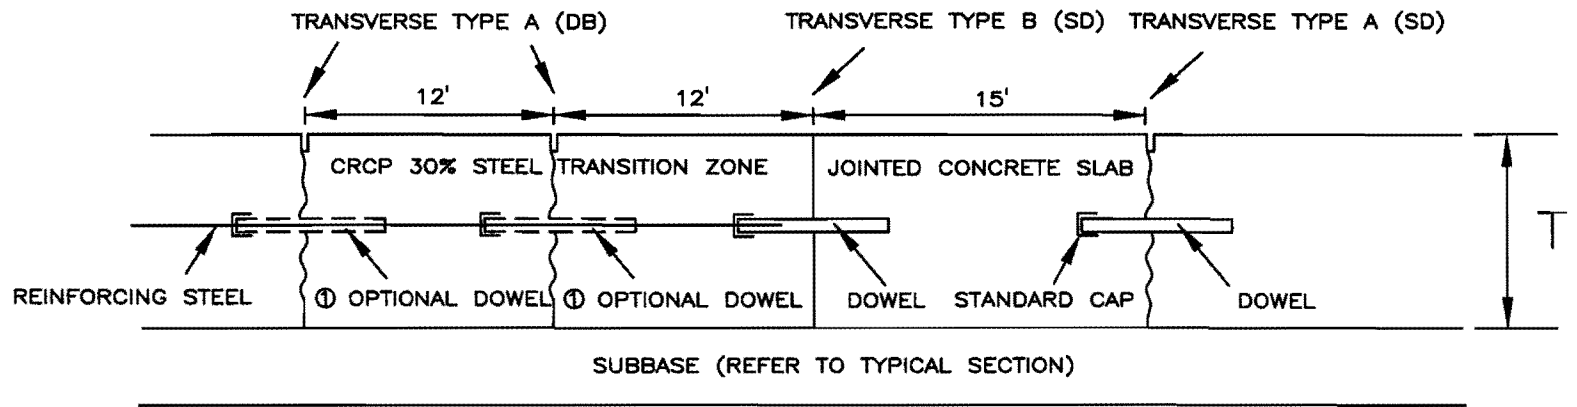 TRANSVERSE TYPE A (DB)
TRANSVERSE TYPE B (SD)
TRANSVERSE TYPE A (SD)
12'
12'
15'
CRCP 30% STEEL TRANSITION ZONE
JOINTED CONCRETE SLAB
T
REINFORCING STEEL
① OPTIONAL DOWEL
① OPTIONAL DOWEL
DOWEL
STANDARD CAP
DOWEL
SUBBASE (REFER TO TYPICAL SECTION)